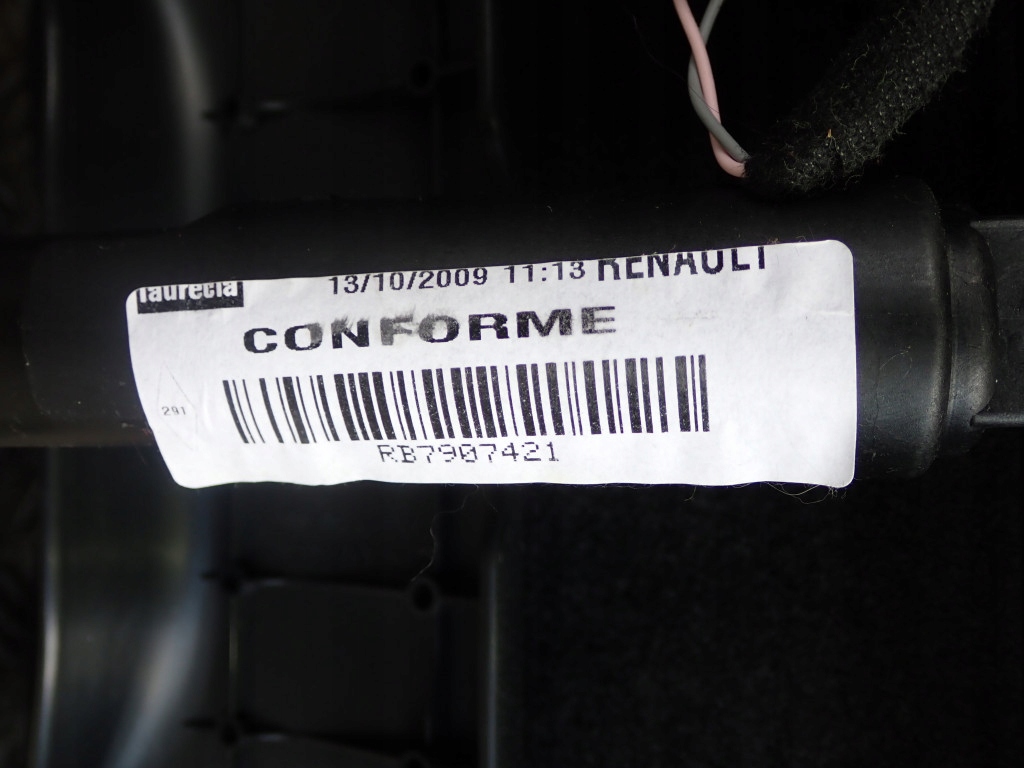 faurecia 13/10/2009 11:13 RENAULT
CONFORME
291
RB7907421